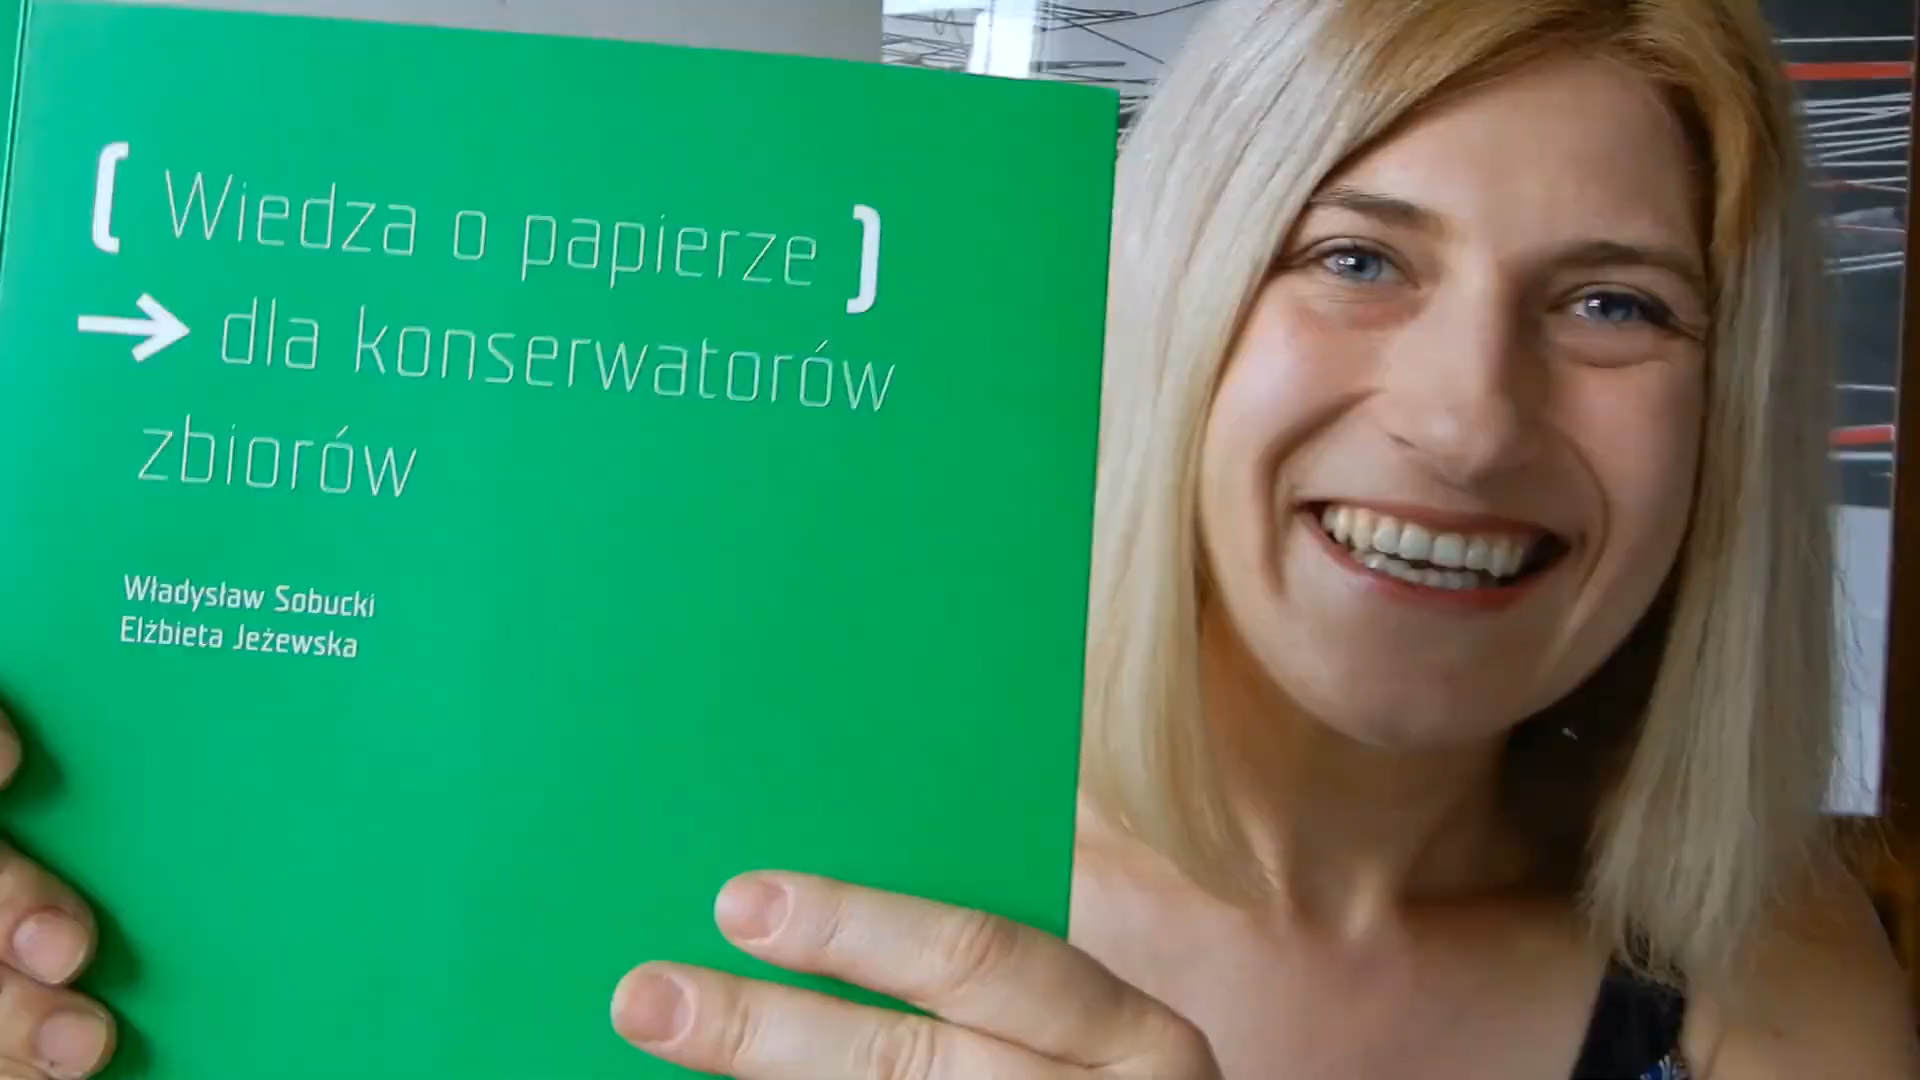 ( Wiedza o papierze )
→ dla konserwatorów
zbiorów
Władysław Sobucki
Elżbieta Jeżewska